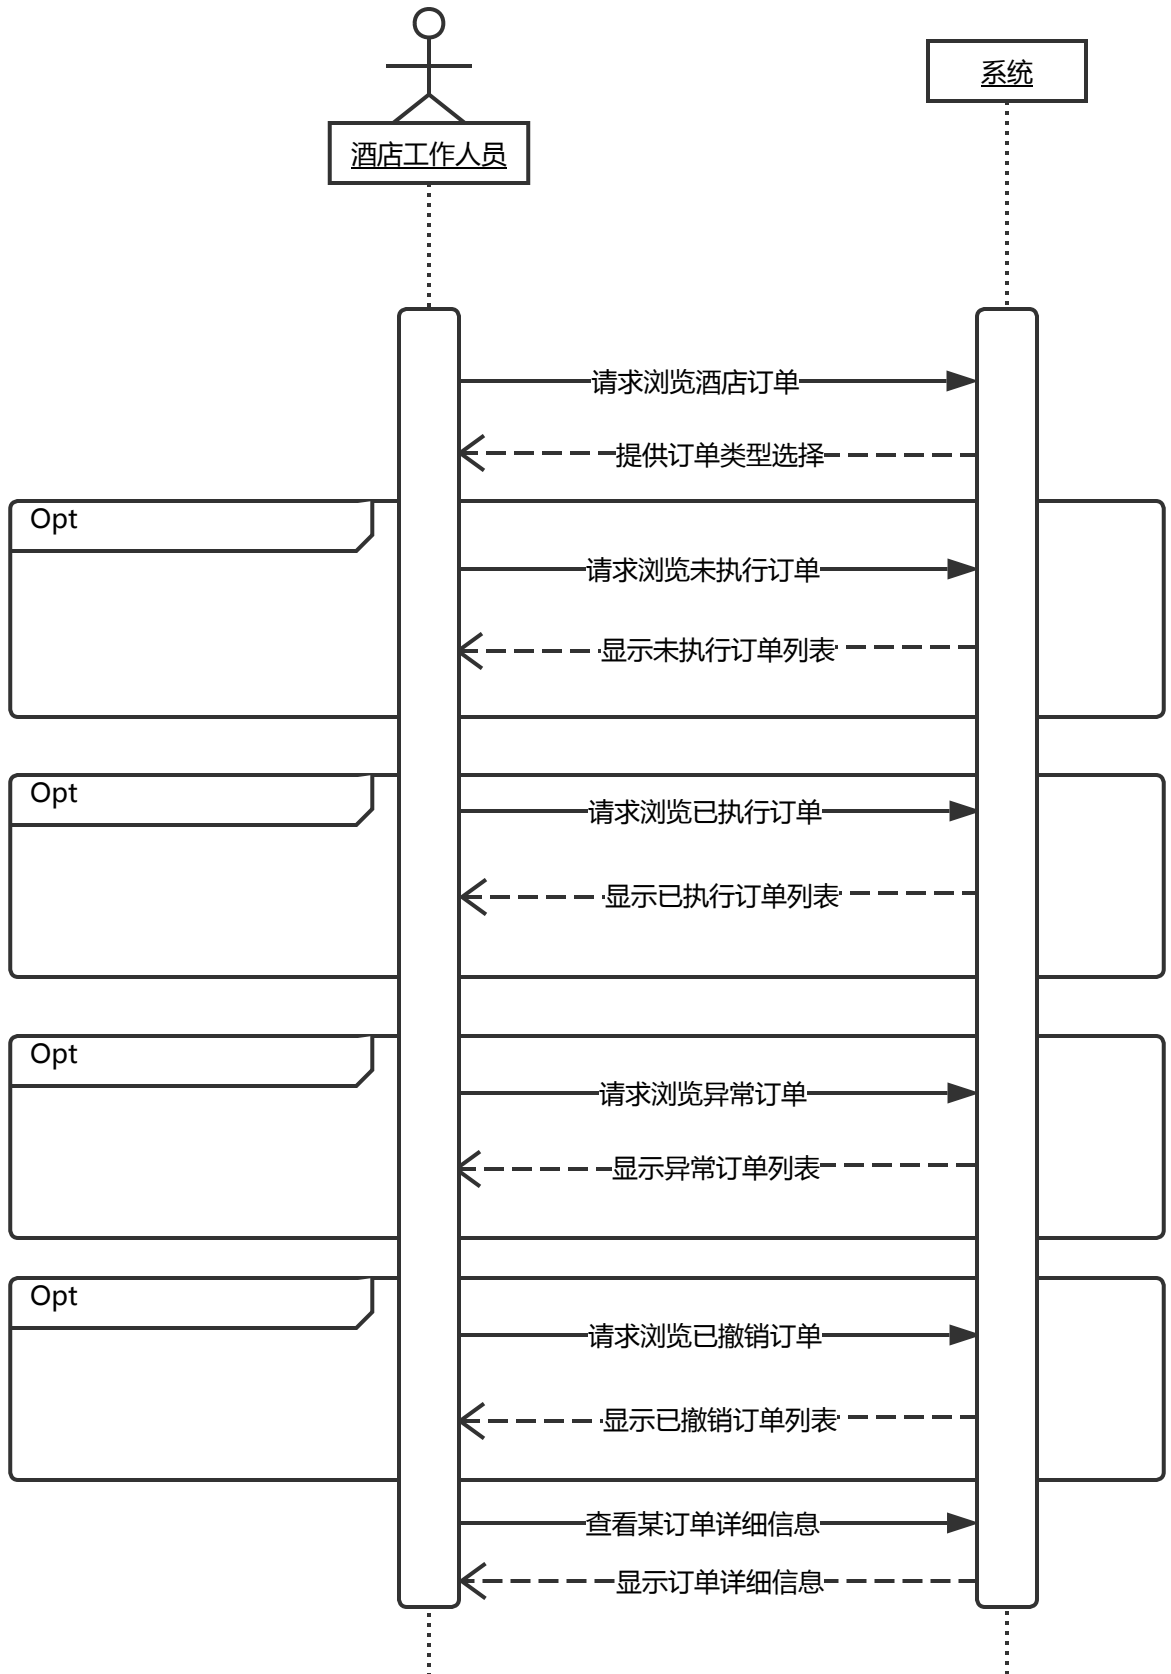 系统
酒店工作人员
请求浏览酒店订单
提供订单类型选择
Opt
请求浏览未执行订单
显示未执行订单列表
Opt
请求浏览已执行订单
显示已执行订单列表
Opt
请求浏览异常订单
显示异常订单列表
Opt
请求浏览已撤销订单
显示已撤销订单列表
查看某订单详细信息
显示订单详细信息